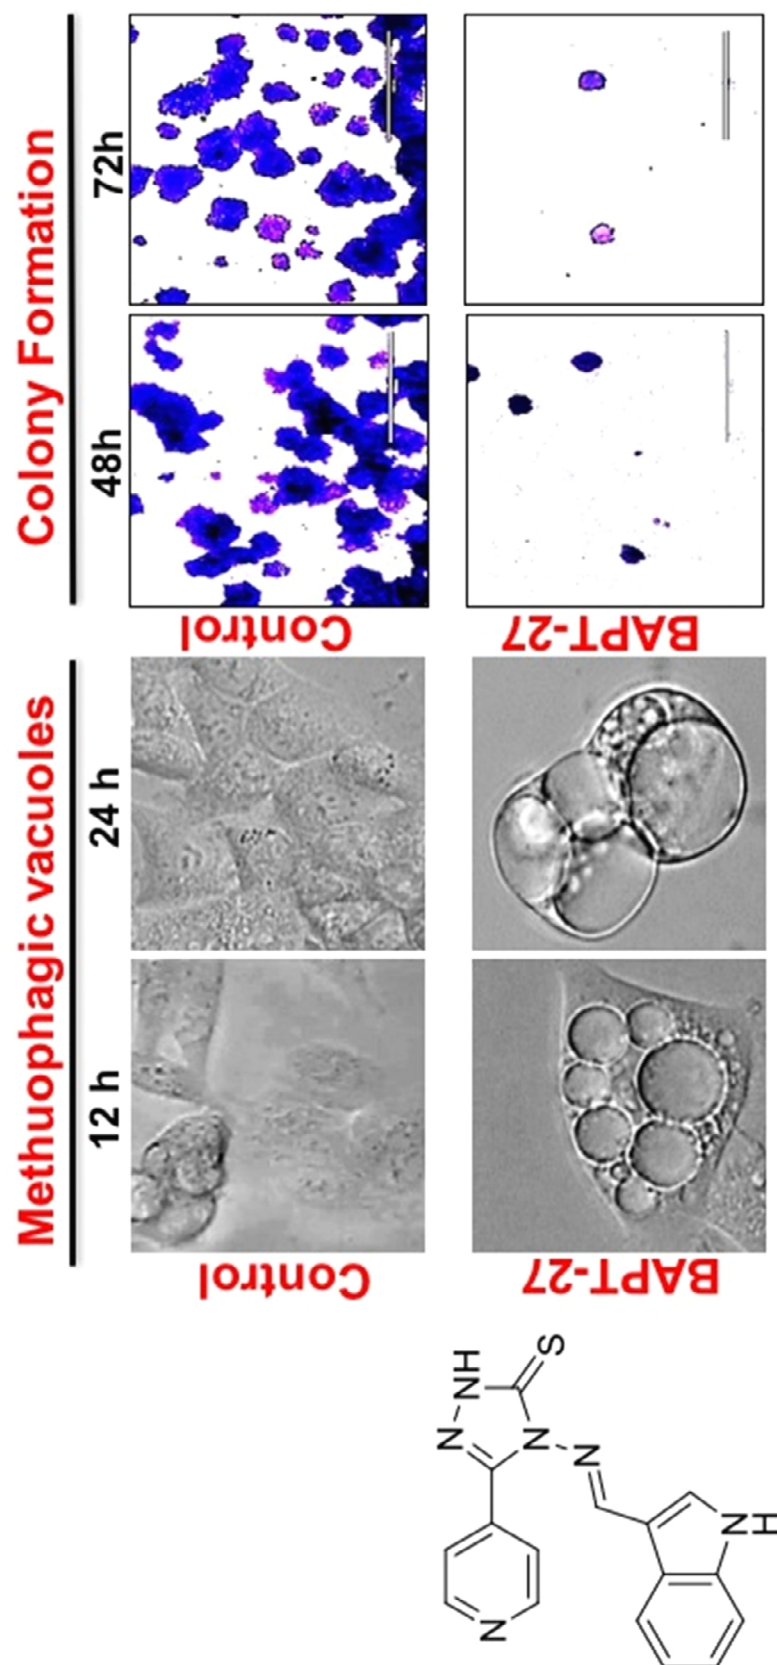 Methuophagic vacuoles
12 h
24 h
Control
BAPT-27
Colony Formation
48h
72h
Control
BAPT-27
N
NH
S
N
N
N
NH